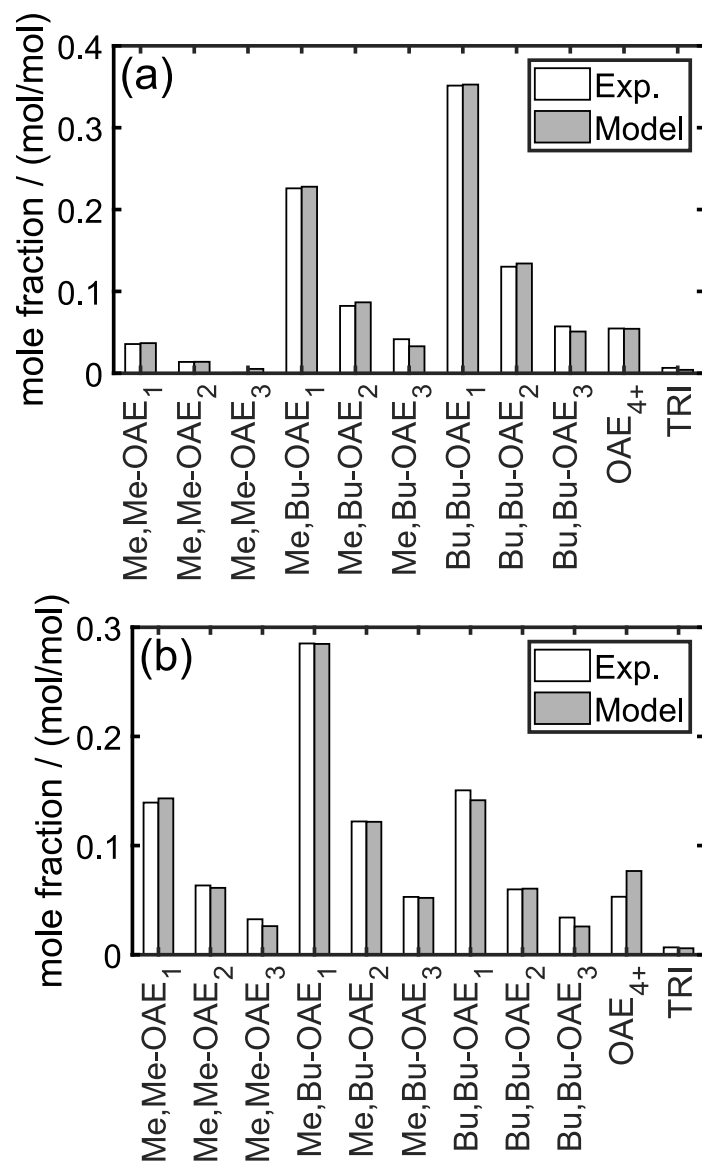 (a)
Exp.
Model
mole fraction / (mol/mol)
0.4
0.3
0.2
0.1
0
Me,Me-OAE1
Me,Me-OAE2
Me,Me-OAE3
Me,Bu-OAE1
Me,Bu-OAE2
Me,Bu-OAE3
Bu,Bu-OAE1
Bu,Bu-OAE2
Bu,Bu-OAE3
OAE4+
TRI
(b)
Exp.
Model
mole fraction / (mol/mol)
0.3
0.2
0.1
0
Me,Me-OAE1
Me,Me-OAE2
Me,Me-OAE3
Me,Bu-OAE1
Me,Bu-OAE2
Me,Bu-OAE3
Bu,Bu-OAE1
Bu,Bu-OAE2
Bu,Bu-OAE3
OAE4+
TRI